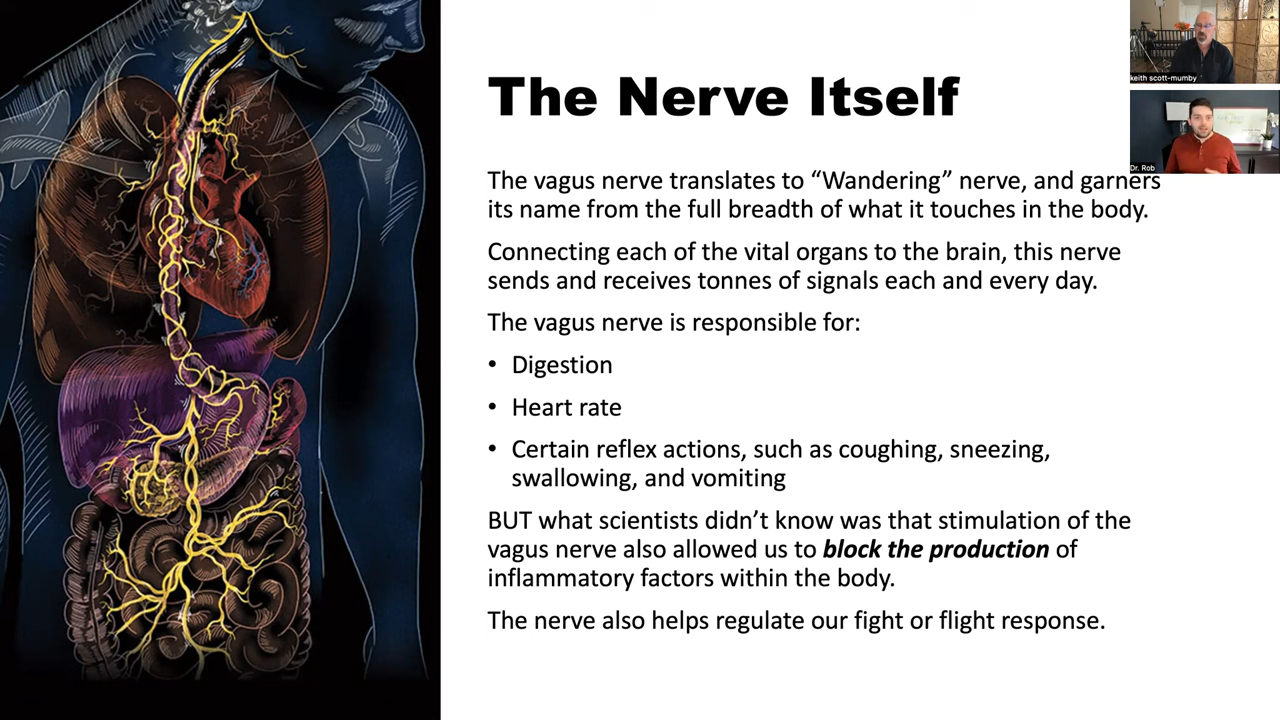 keith scott-mumby
Dr. Rob
The Nerve Itself
The vagus nerve translates to “Wandering” nerve, and garners
its name from the full breadth of what it touches in the body.
Connecting each of the vital organs to the brain, this nerve
sends and receives tonnes of signals each and every day.
The vagus nerve is responsible for:
• Digestion
• Heart rate
• Certain reflex actions, such as coughing, sneezing,
swallowing, and vomiting
BUT what scientists didn’t know was that stimulation of the
vagus nerve also allowed us to block the production of
inflammatory factors within the body.
The nerve also helps regulate our fight or flight response.